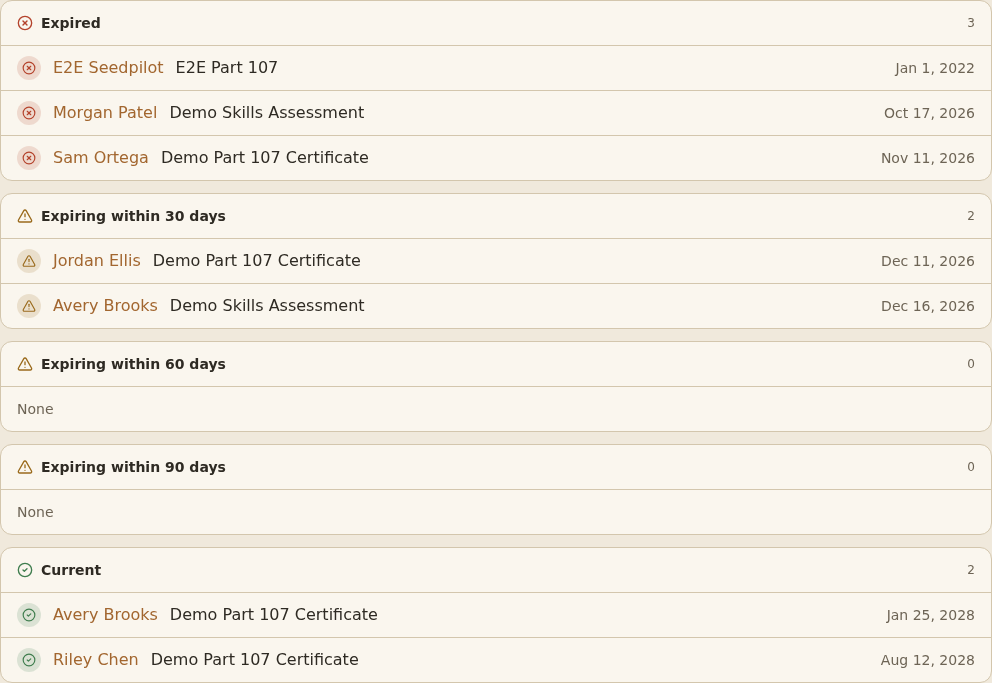 Expired 3
E2E Seedpilot E2E Part 107 Jan 1, 2022
Morgan Patel Demo Skills Assessment Oct 17, 2026
Sam Ortega Demo Part 107 Certificate Nov 11, 2026
Expiring within 30 days 2
Jordan Ellis Demo Part 107 Certificate Dec 11, 2026
Avery Brooks Demo Skills Assessment Dec 16, 2026
Expiring within 60 days 0
None
Expiring within 90 days 0
None
Current 2
Avery Brooks Demo Part 107 Certificate Jan 25, 2028
Riley Chen Demo Part 107 Certificate Aug 12, 2028